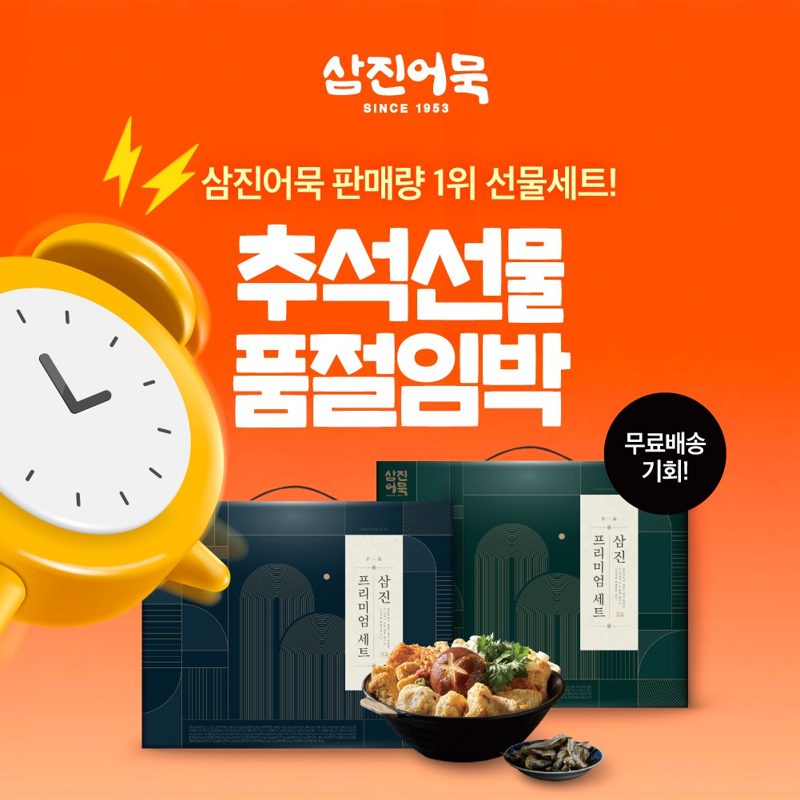 삼진어묵
SINCE 1953
삼진어묵 판매량 1위 선물세트!
추석선물
품절임박
무료배송
기회!
삼진
어묵
삼진
프리미엄 세트
삼진
프리미엄 세트